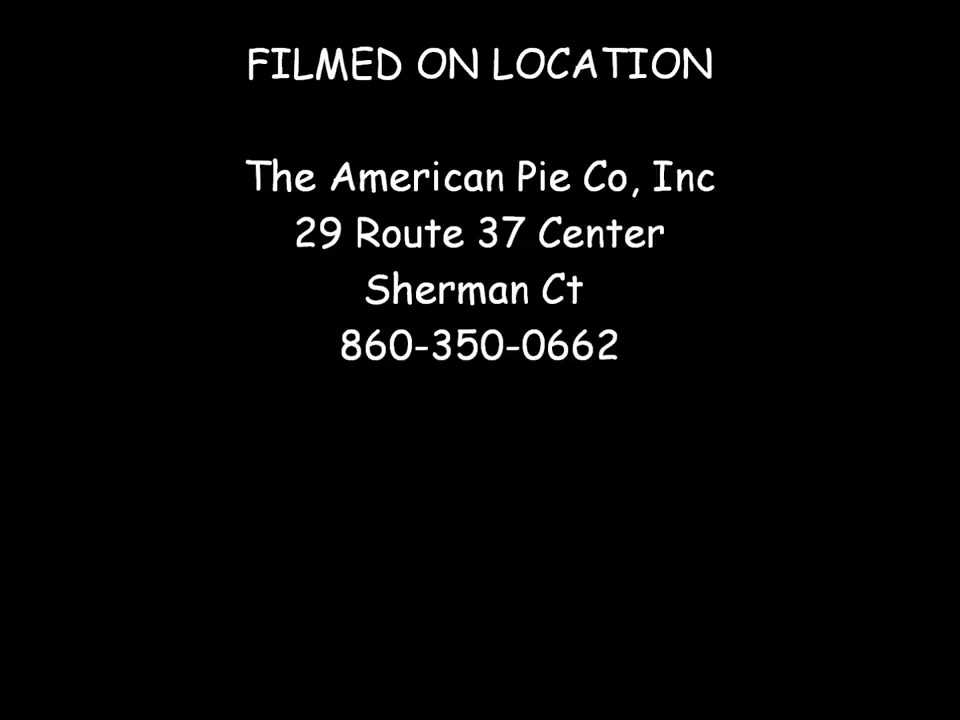 FILMED ON LOCATION
The American Pie Co, Inc
29 Route 37 Center
Sherman Ct
860-350-0662